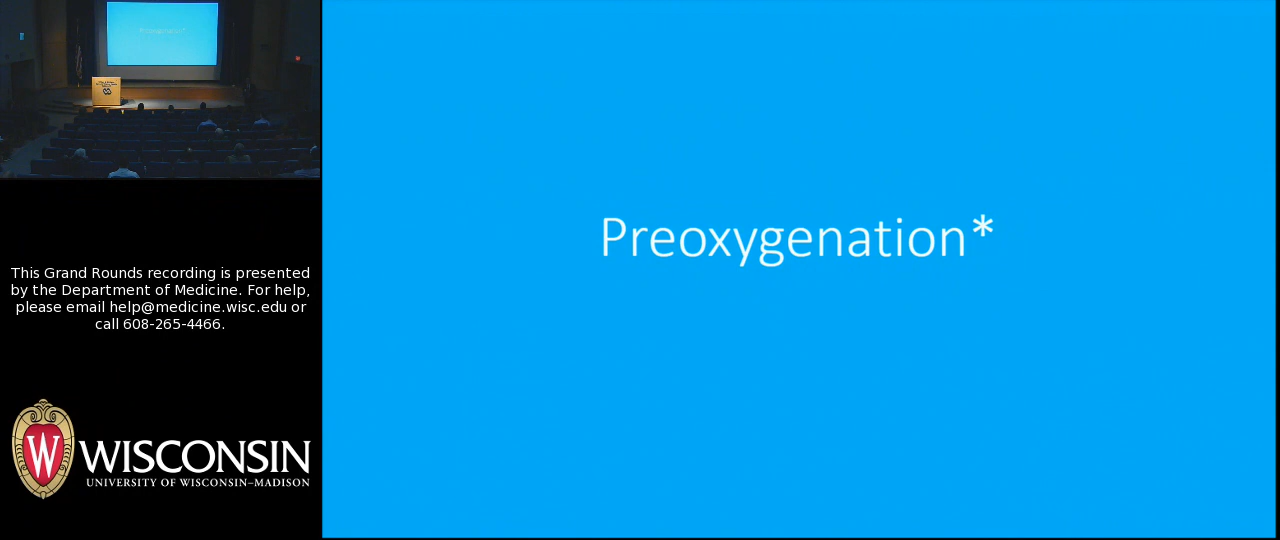 Preoxygenation*
This Grand Rounds recording is presented
by the Department of Medicine. For help,
please email help@medicine.wisc.edu or
call 608-265-4466.
W
WISCONSIN
UNIVERSITY OF WISCONSIN–MADISON
Preoxygenation*